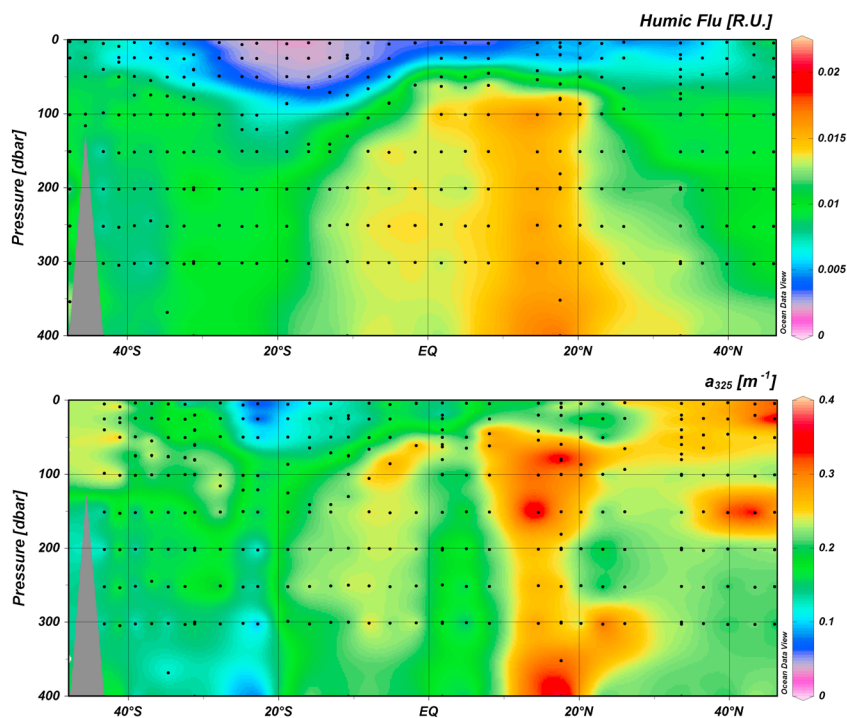 Humic Flu [R.U.]
0
100
200
300
400
Pressure [dbar]
40°S
20°S
EQ
20°N
40°N
0.02
0.015
0.01
0.005
0
Ocean Data View
a325 [m-1]
0
100
200
300
400
Pressure [dbar]
40°S
20°S
EQ
20°N
40°N
0.4
0.3
0.2
0.1
0
Ocean Data View